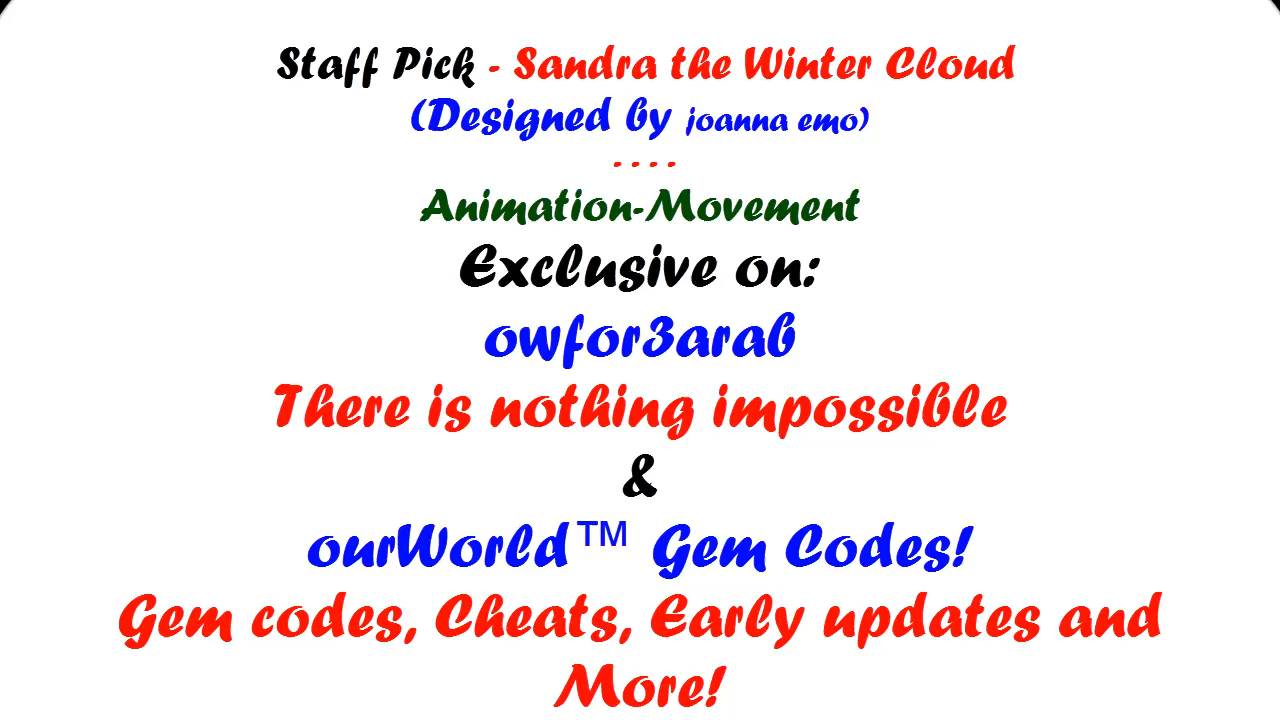 Staff Pick - Sandra the Winter Cloud
(Designed by joanna emo)
- - - -
Animation-Movement
Exclusive on:
owfor3arab
There is nothing impossible
&
ourWorld™ Gem Codes!
Gem codes, Cheats, Early updates and
More!